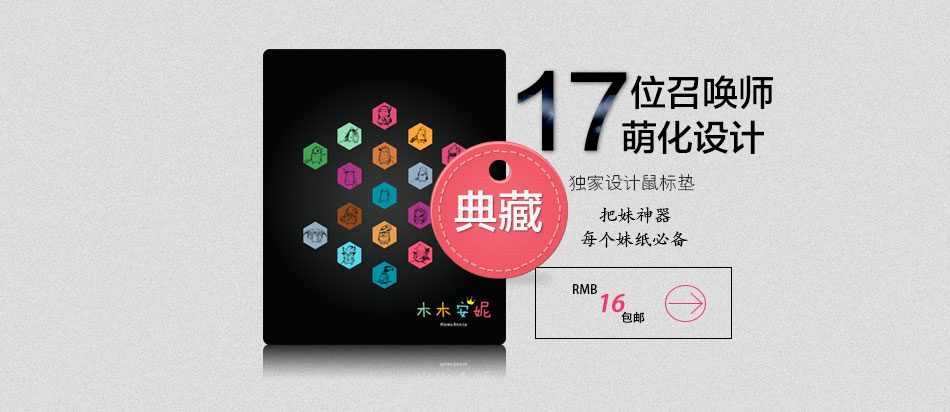 17位召唤师
萌化设计
独家设计鼠标垫
把妹神器
每个妹纸必备
RMB 16 包邮
典藏
木木安妮